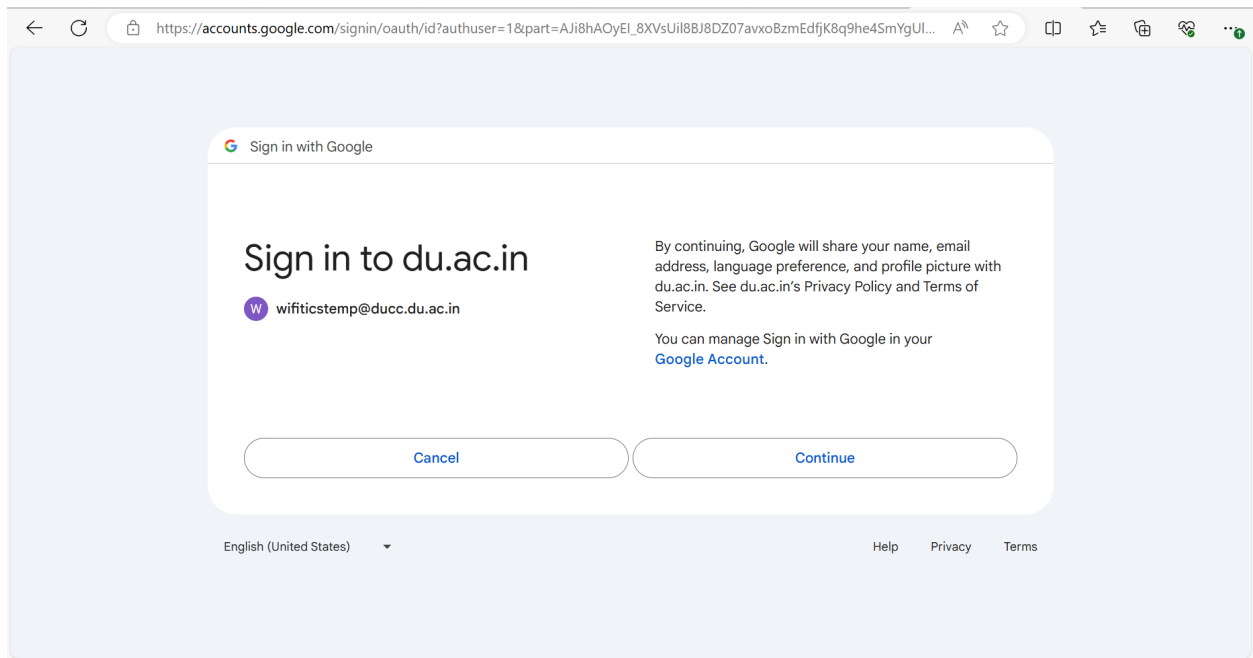 https://accounts.google.com/signin/oauth/id?authuser=1&part=AJi8hAOyEI_8XVsUil8BJ8DZ07avxoBzmEdfjK8q9he4SmYgUl...
Sign in with Google
Sign in to du.ac.in
W wifiticstemp@ducc.du.ac.in
By continuing, Google will share your name, email
address, language preference, and profile picture with
du.ac.in. See du.ac.in's Privacy Policy and Terms of
Service.
You can manage Sign in with Google in your
Google Account.
Cancel Continue
English (United States) Help Privacy Terms